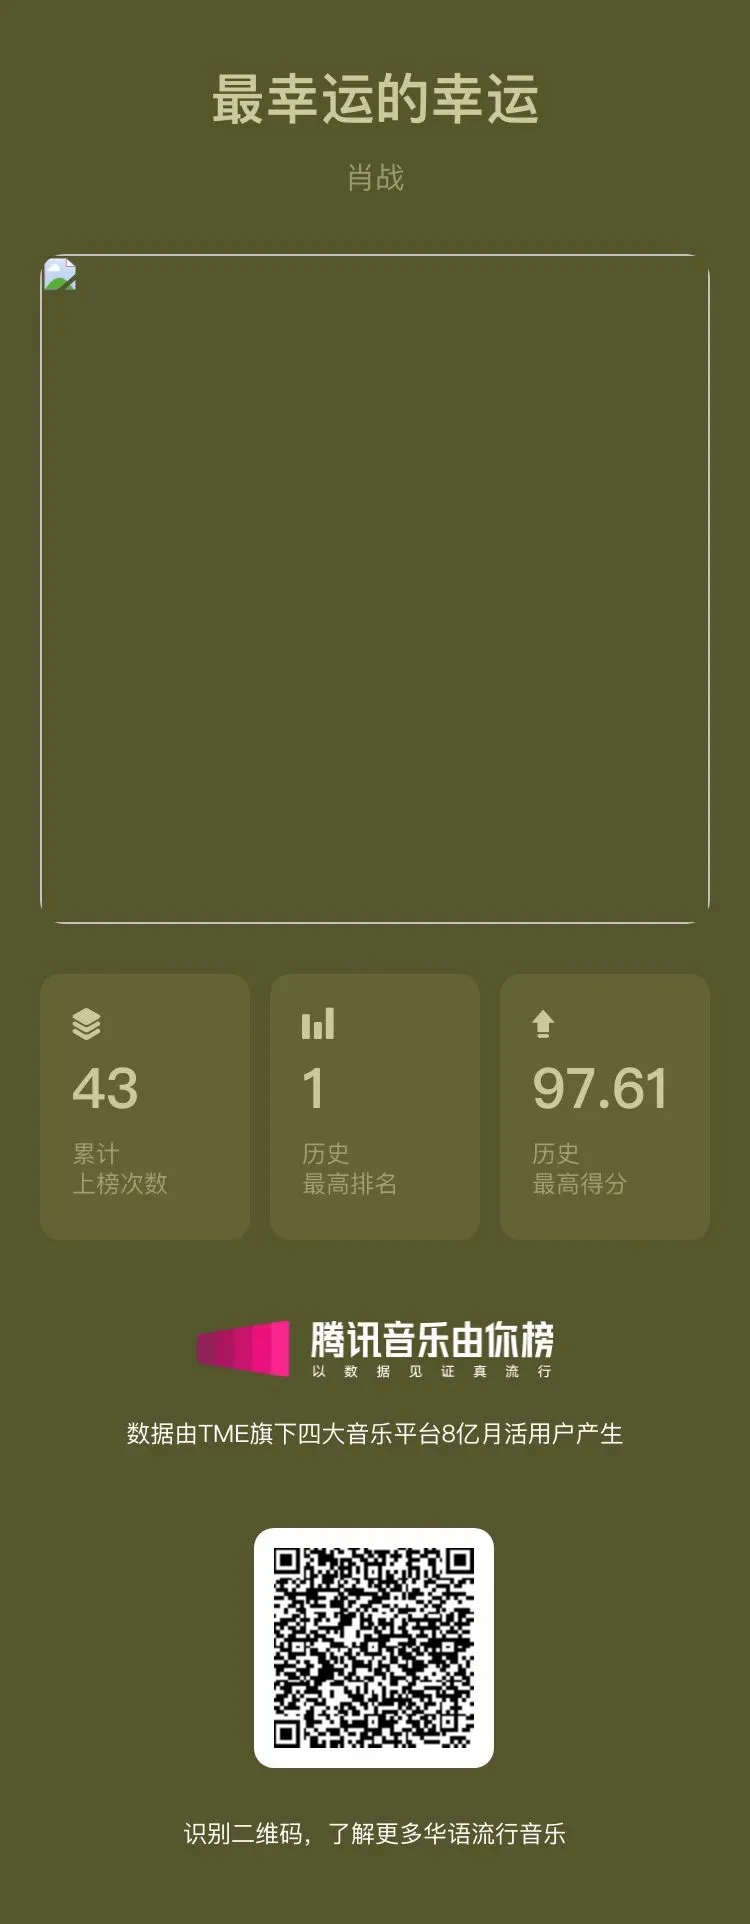 最幸运的幸运
肖战
43
累计
上榜次数
1
历史
最高排名
97.61
历史
最高得分
腾讯音乐由你榜
以数据见证真流行
数据由TME旗下四大音乐平台8亿月活用户产生
识别二维码，了解更多华语流行音乐